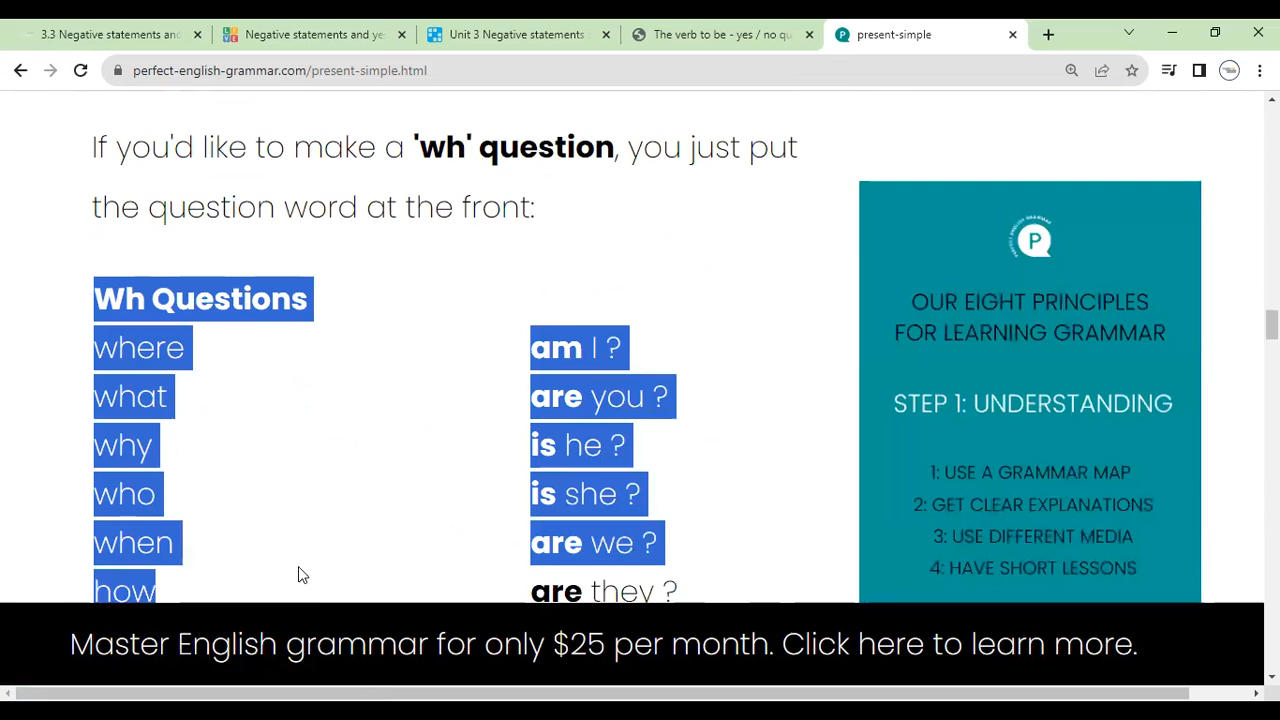 3.3 Negative statements and
Negative statements and ye
Unit 3 Negative statements
The verb to be - yes / no qu
present-simple
perfect-english-grammar.com/present-simple.html
If you'd like to make a 'wh' question, you just put
the question word at the front:
Wh Questions
where am I ?
what are you ?
why is he ?
who is she ?
when are we ?
how are they ?
P
OUR EIGHT PRINCIPLES
FOR LEARNING GRAMMAR
STEP 1: UNDERSTANDING
1: USE A GRAMMAR MAP
2: GET CLEAR EXPLANATIONS
3: USE DIFFERENT MEDIA
4: HAVE SHORT LESSONS
Master English grammar for only $25 per month. Click here to learn more.